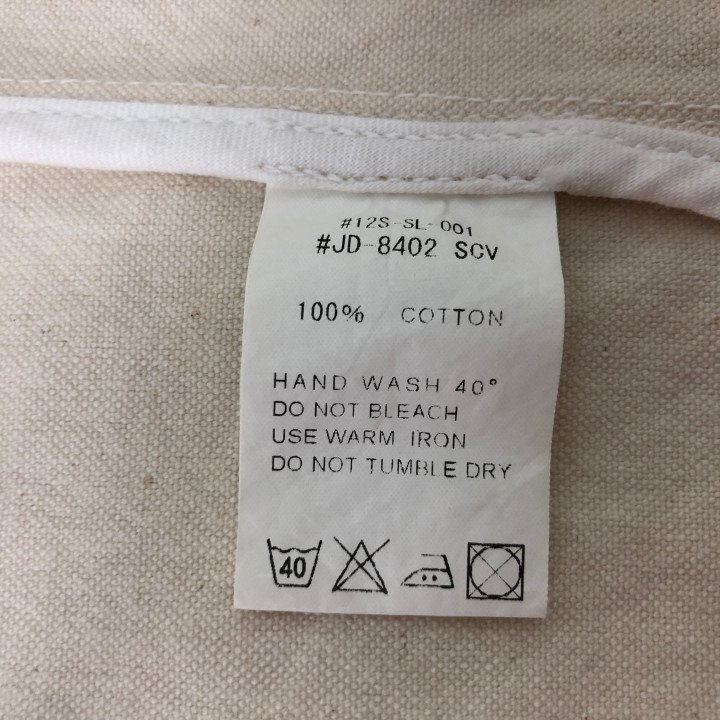 #12S-SL-001
#JD-8402 SCV
100% COTTON
HAND WASH 40°
DO NOT BLEACH
USE WARM IRON
DO NOT TUMBLE DRY
40